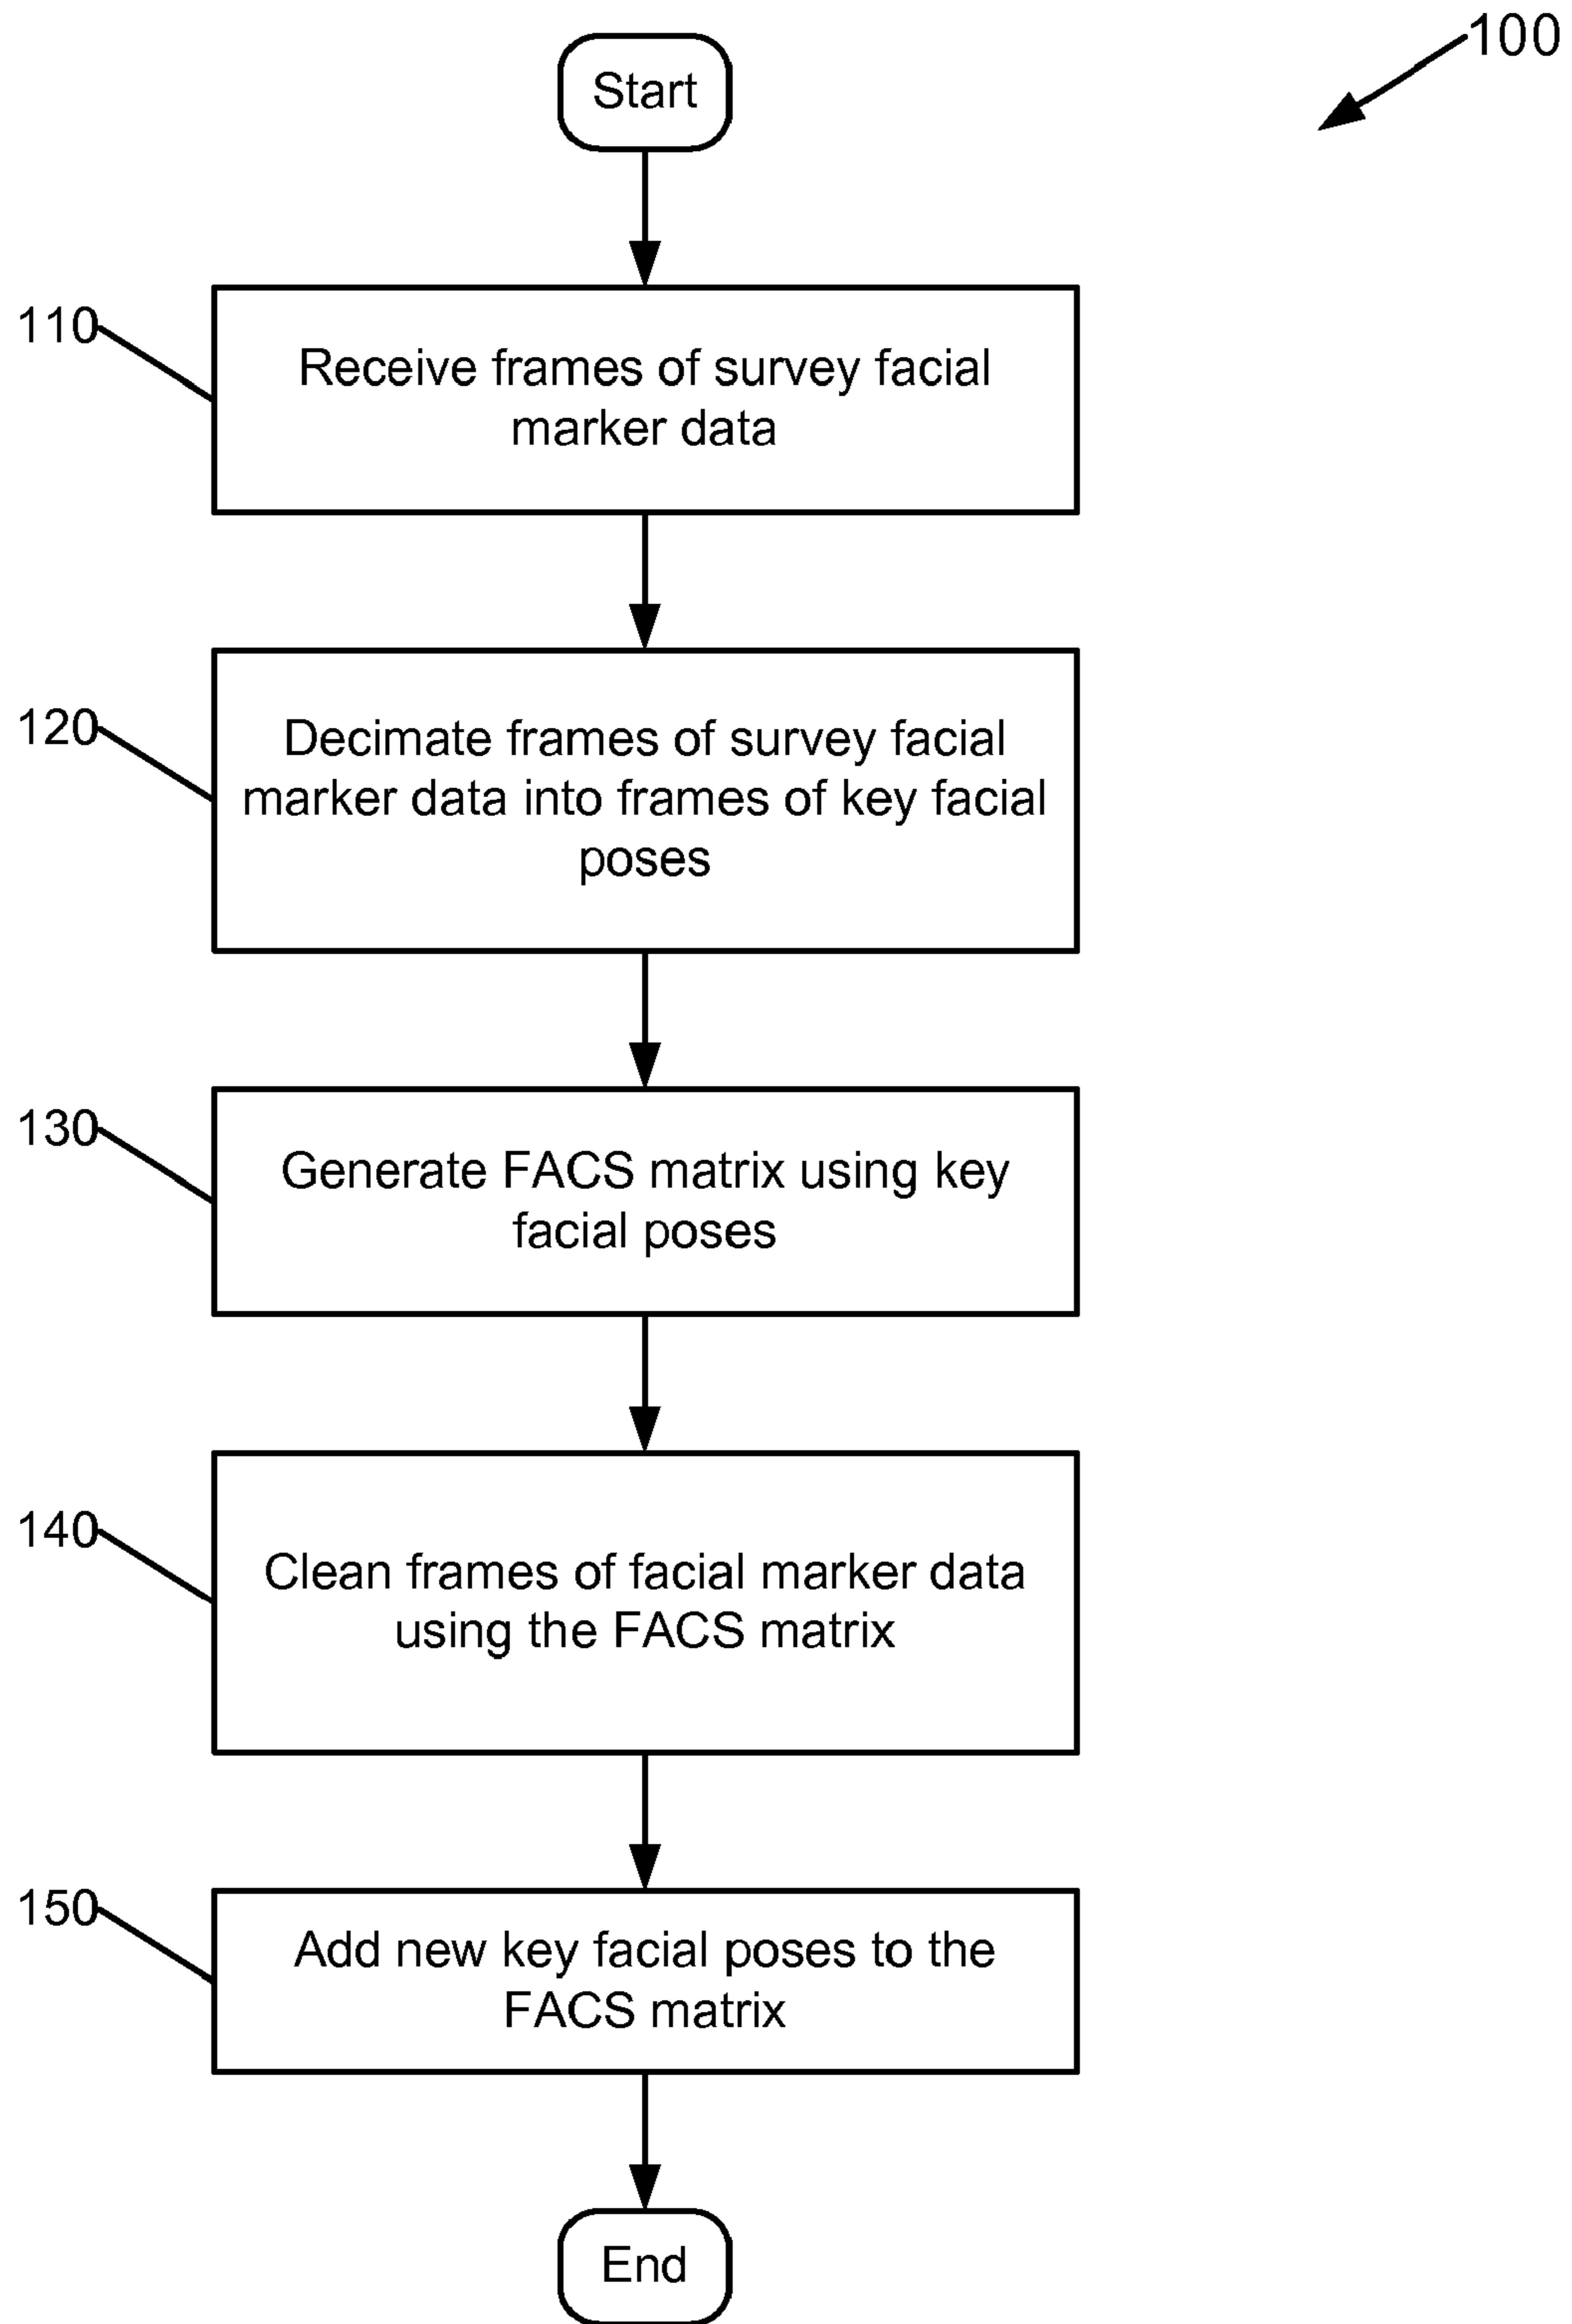 100
Start
110
Receive frames of survey facial
marker data
120
Decimate frames of survey facial
marker data into frames of key facial
poses
130
Generate FACS matrix using key
facial poses
140
Clean frames of facial marker data
using the FACS matrix
150
Add new key facial poses to the
FACS matrix
End